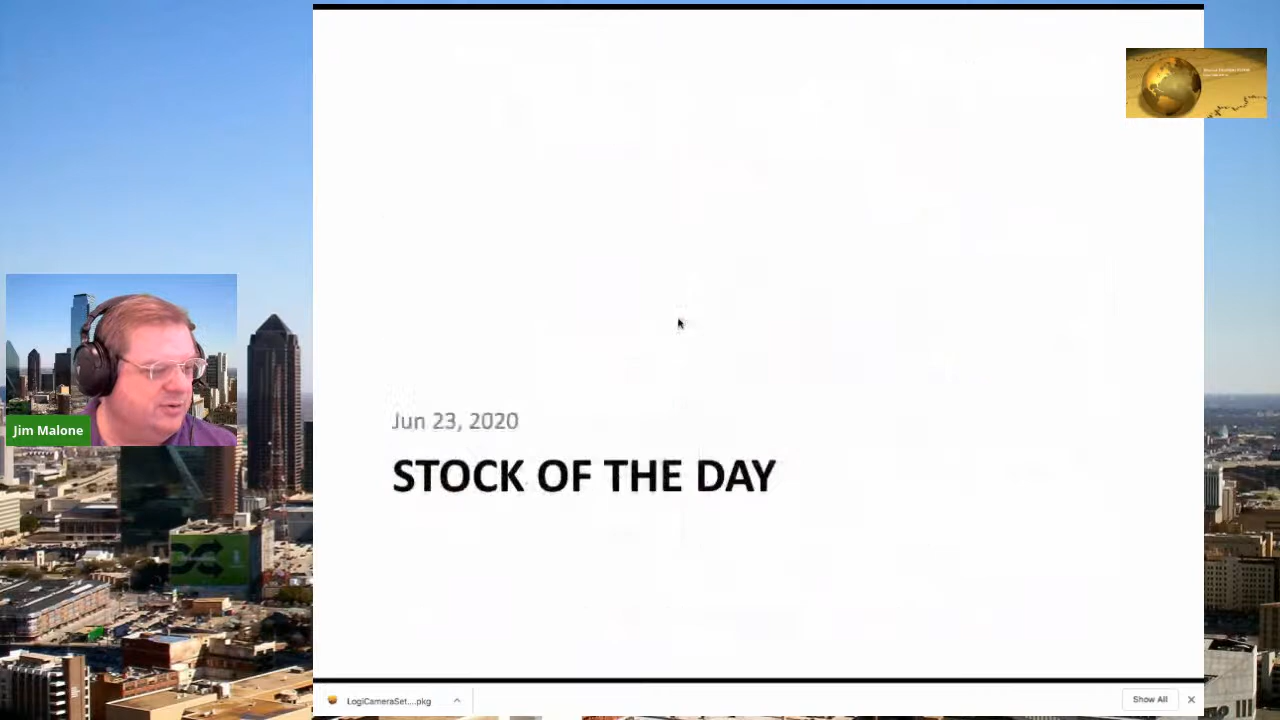 Jun 23, 2020
STOCK OF THE DAY
Jim Malone
LogiCameraSet....pkg
Show All